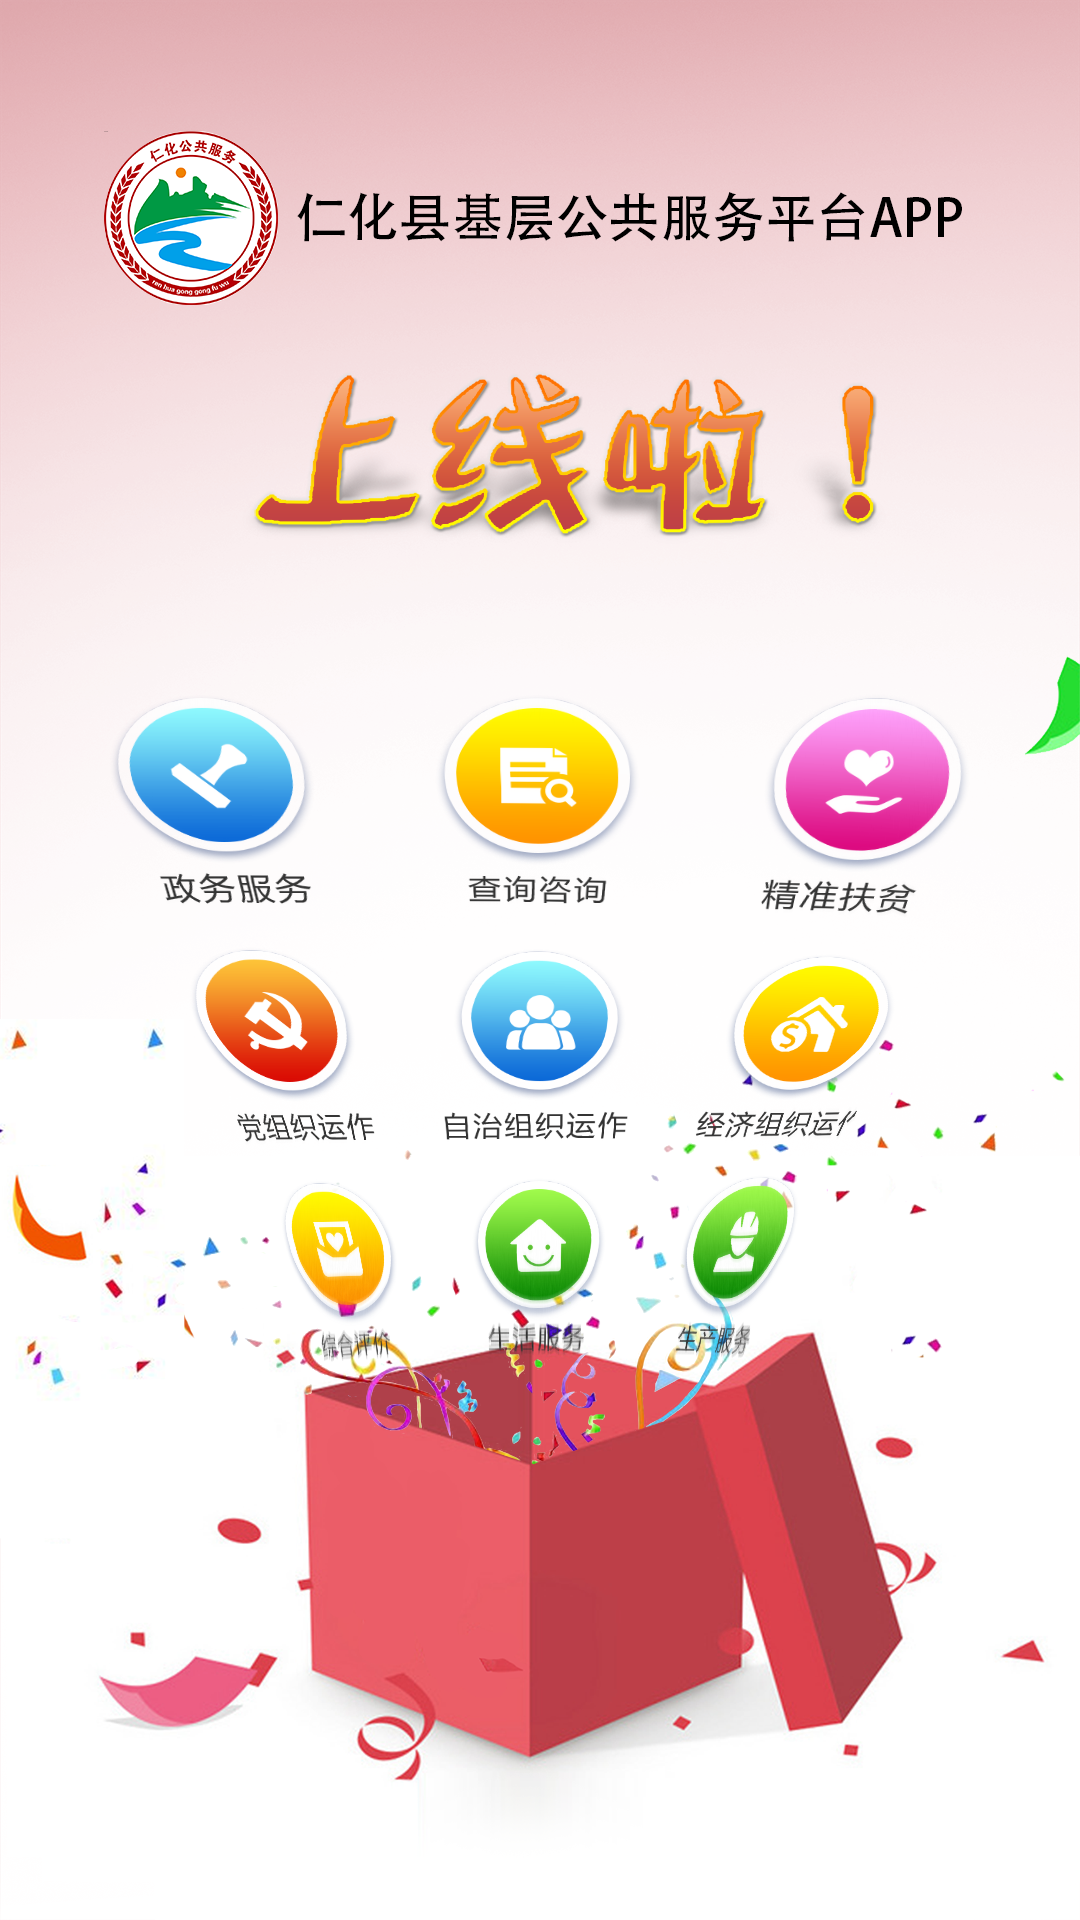 仁化公共服务
ren hua gong gong fu wu
仁化县基层公共服务平台APP
上线啦！
政务服务
查询咨询
精准扶贫
党组织运作
自治组织运作
经济组织运作
综合评价
生活服务
生产服务